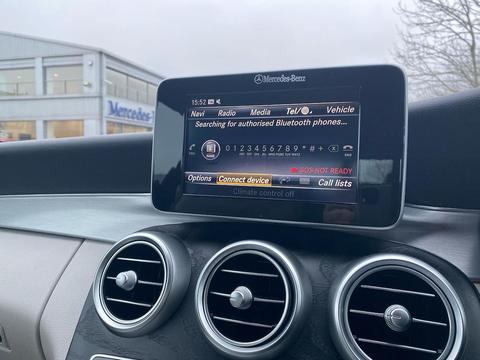 Mercedes-Benz
Mercedes-
15:52
Navi Radio Media Tel/ Vehicle
Searching for authorised Bluetooth phones...
0 1 2 3 4 5 6 7 8 9 * # +
SOS NOT READY
Options Connect device Call lists
Climate control off